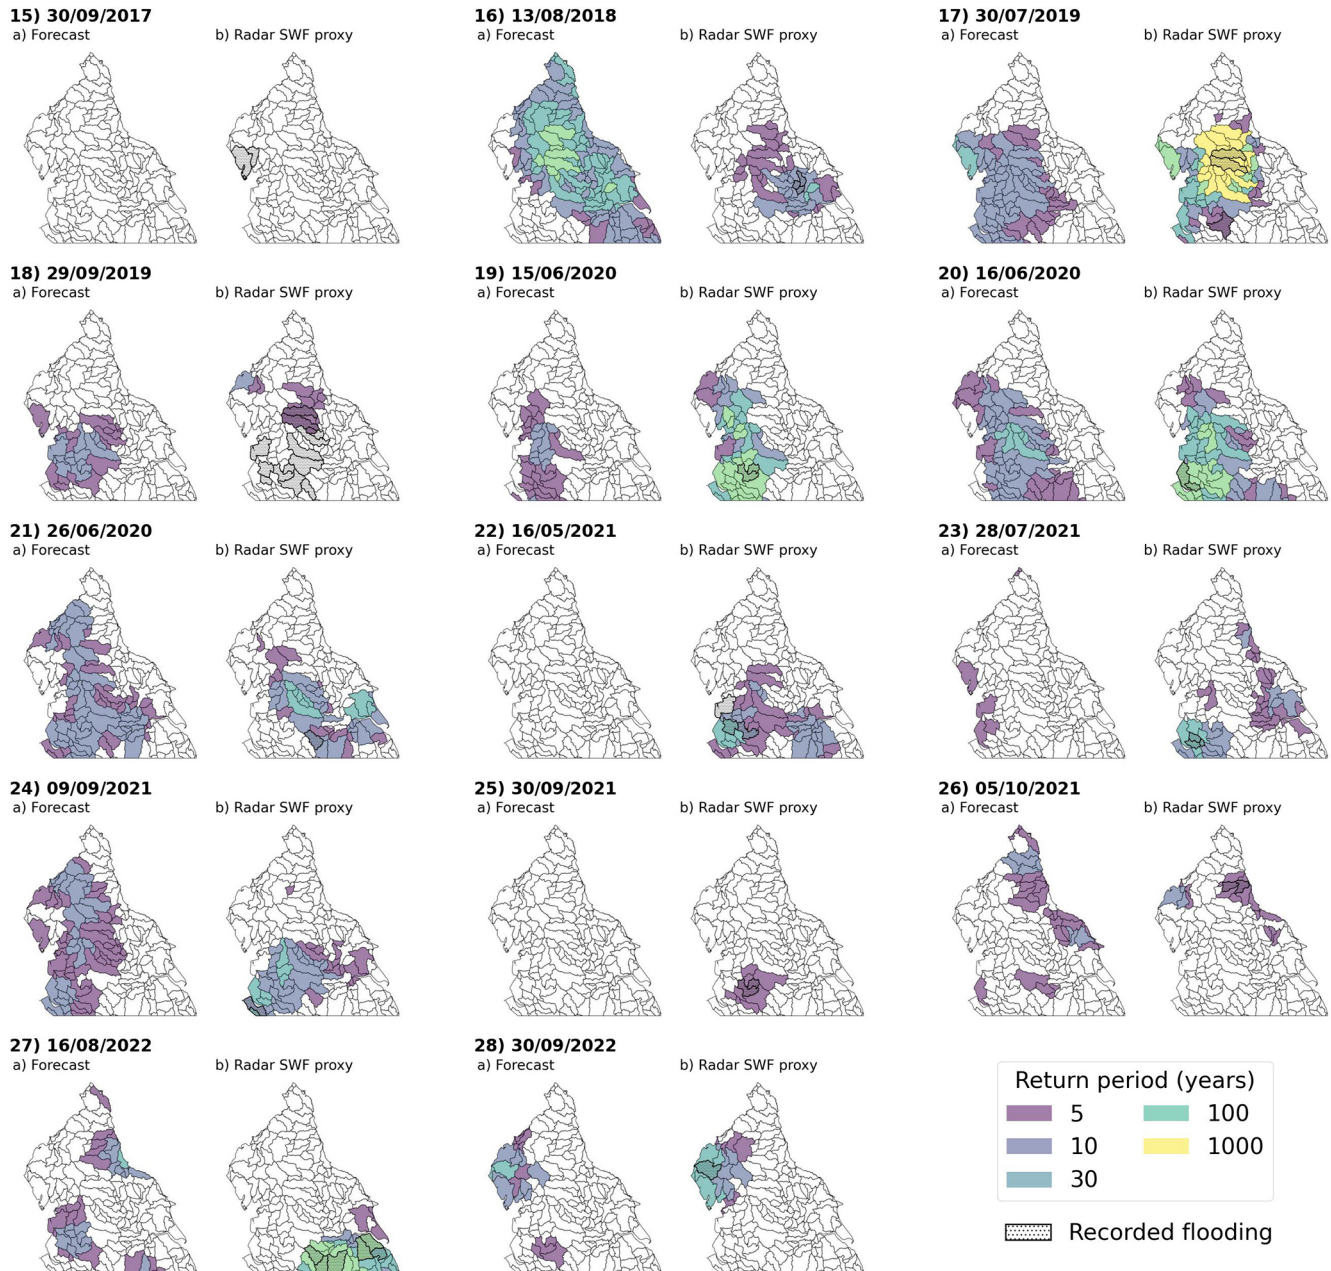 15) 30/09/2017
a) Forecast
b) Radar SWF proxy
16) 13/08/2018
a) Forecast
b) Radar SWF proxy
17) 30/07/2019
a) Forecast
b) Radar SWF proxy
18) 29/09/2019
a) Forecast
b) Radar SWF proxy
19) 15/06/2020
a) Forecast
b) Radar SWF proxy
20) 16/06/2020
a) Forecast
b) Radar SWF proxy
21) 26/06/2020
a) Forecast
b) Radar SWF proxy
22) 16/05/2021
a) Forecast
b) Radar SWF proxy
23) 28/07/2021
a) Forecast
b) Radar SWF proxy
24) 09/09/2021
a) Forecast
b) Radar SWF proxy
25) 30/09/2021
a) Forecast
b) Radar SWF proxy
26) 05/10/2021
a) Forecast
b) Radar SWF proxy
27) 16/08/2022
a) Forecast
b) Radar SWF proxy
28) 30/09/2022
a) Forecast
b) Radar SWF proxy
Return period (years)
5
10
30
100
1000
Recorded flooding